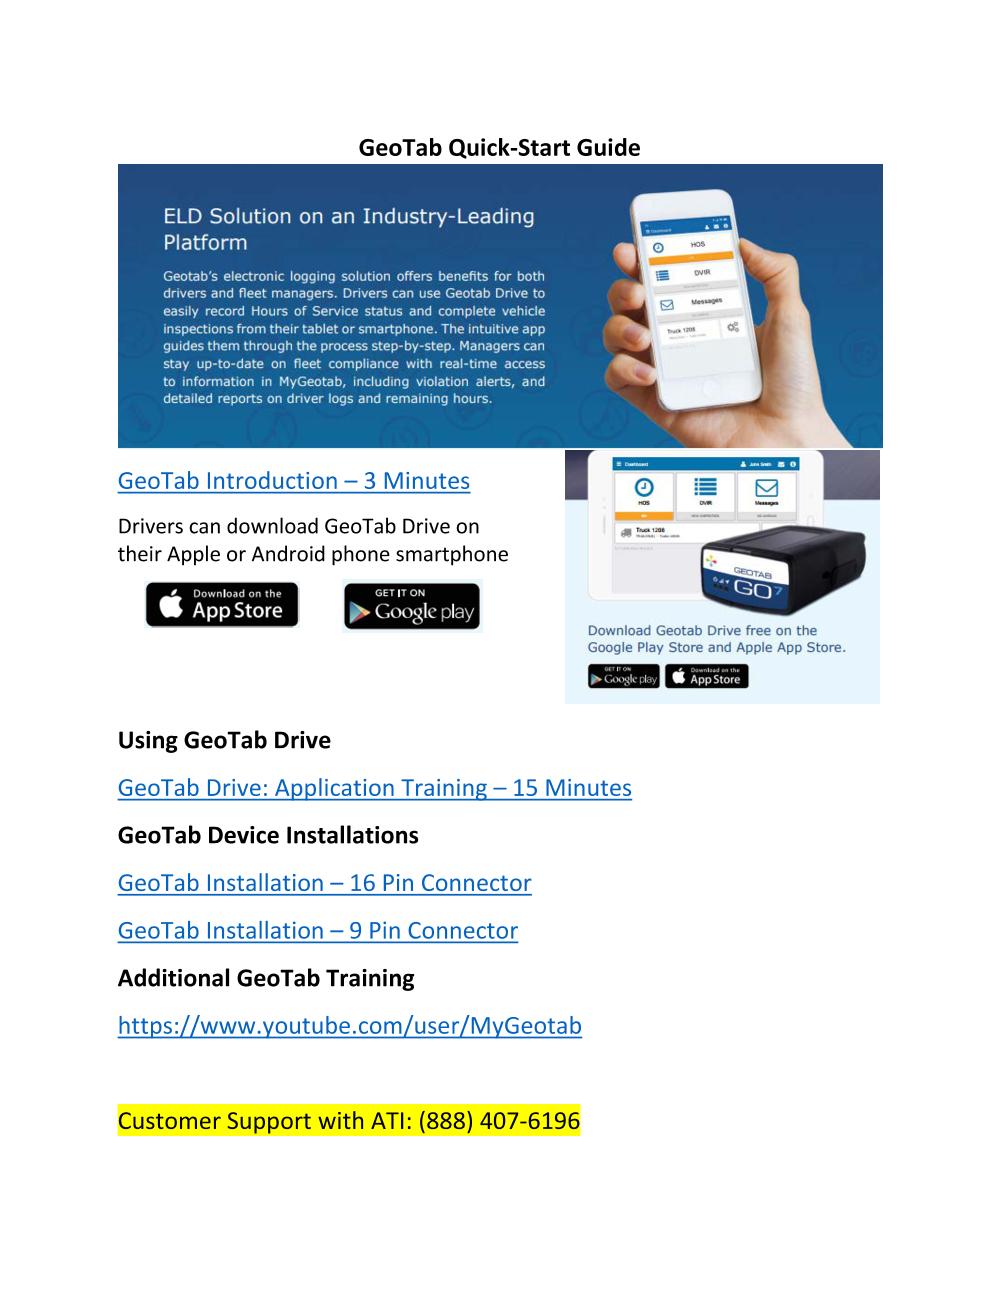 GeoTab Quick-Start Guide
ELD Solution on an Industry-Leading
Platform
Geotab's electronic logging solution offers benefits for both
drivers and fleet managers. Drivers can use Geotab Drive to
easily record Hours of Service status and complete vehicle
inspections from their tablet or smartphone. The intuitive app
guides them through the process step-by-step. Managers can
stay up-to-date on fleet compliance with real-time access
to information in MyGeotab, including violation alerts, and
detailed reports on driver logs and remaining hours.
Dashboard
HOS
DVIR
Messages
Truck 1208
GeoTab Introduction – 3 Minutes
Drivers can download GeoTab Drive on
their Apple or Android phone smartphone
Download on the
App Store
GET IT ON
Google play
Dashboard John Smith
HOS DVIR Messages
Truck 1208
GEOTAB
GO7
Download Geotab Drive free on the
Google Play Store and Apple App Store.
GET IT ON
Google play
Download on the
App Store
Using GeoTab Drive
GeoTab Drive: Application Training – 15 Minutes
GeoTab Device Installations
GeoTab Installation – 16 Pin Connector
GeoTab Installation – 9 Pin Connector
Additional GeoTab Training
https://www.youtube.com/user/MyGeotab
Customer Support with ATI: (888) 407-6196